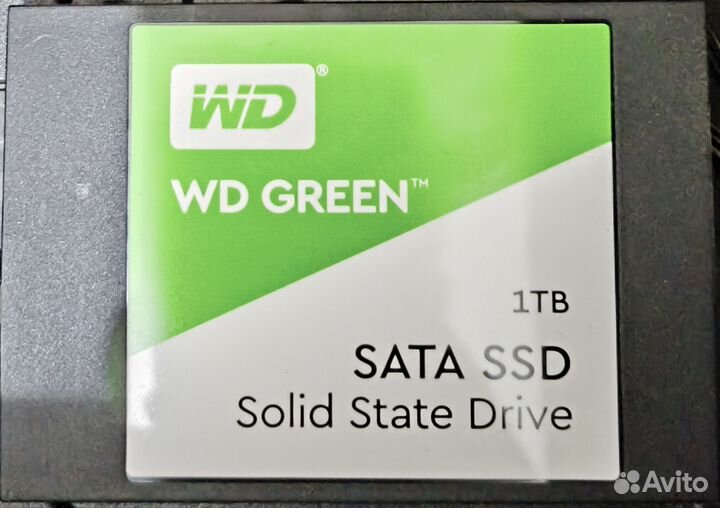 WD®
WD GREEN™
1TB
SATA SSD
Solid State Drive
Avito